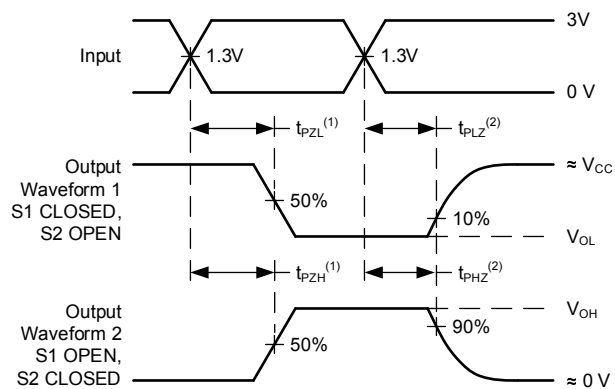 3V
Input
1.3V
1.3V
0 V
tPZL(1)
tPLZ(2)
Output
Waveform 1
S1 CLOSED,
S2 OPEN
≈ VCC
50%
10%
VOL
tPZH(1)
tPHZ(2)
Output
Waveform 2
S1 OPEN,
S2 CLOSED
VOH
50%
90%
≈ 0 V